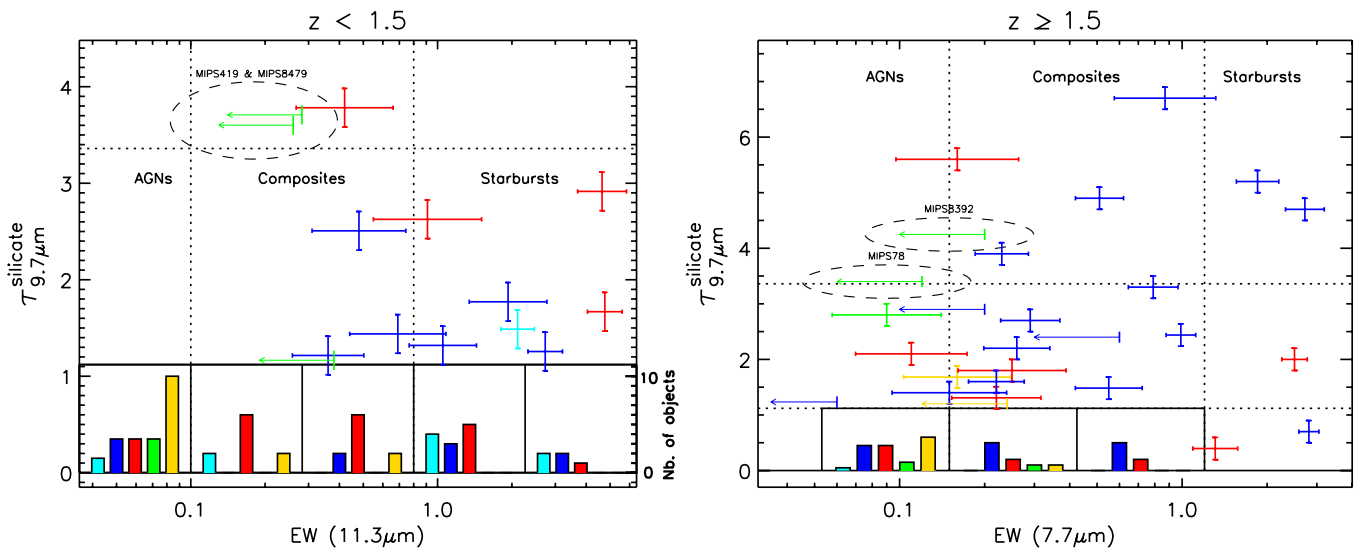 z < 1.5
MIPS419 & MIPS8479
AGNs
Composites
Starbursts
4
3
2
1
0
10
0
Nb. of objects
τ silicate 9.7μm
0.1
1.0
EW (11.3μm)
z ≥ 1.5
AGNs
Composites
Starbursts
MIPS8392
MIPS78
6
4
2
0
τ silicate 9.7μm
0.1
1.0
EW (7.7μm)